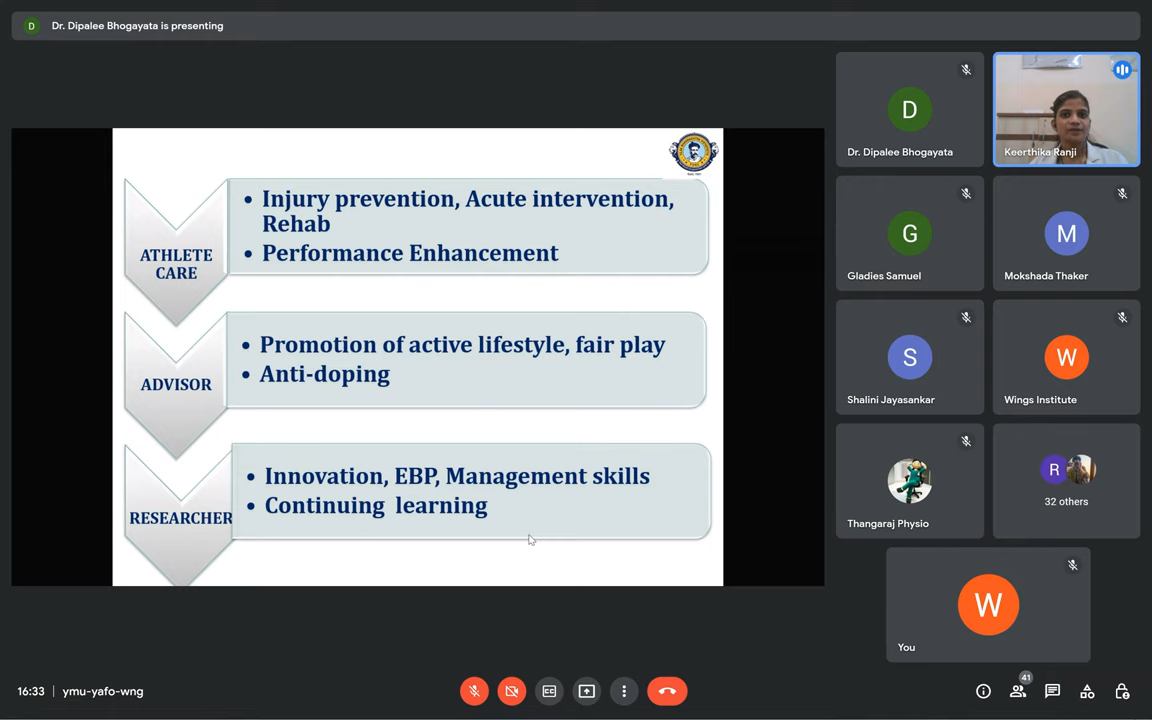 D
Dr. Dipalee Bhogayata is presenting
ATHLETE
CARE
• Injury prevention, Acute intervention,
Rehab
• Performance Enhancement
ADVISOR
• Promotion of active lifestyle, fair play
• Anti-doping
RESEARCHER
• Innovation, EBP, Management skills
• Continuing learning
D
Dr. Dipalee Bhogayata
Keerthika Ranji
G
Gladies Samuel
M
Mokshada Thaker
S
Shalini Jayasankar
W
Wings Institute
Thangaraj Physio
R
32 others
W
You
16:33 | ymu-yafo-wng
CC
41